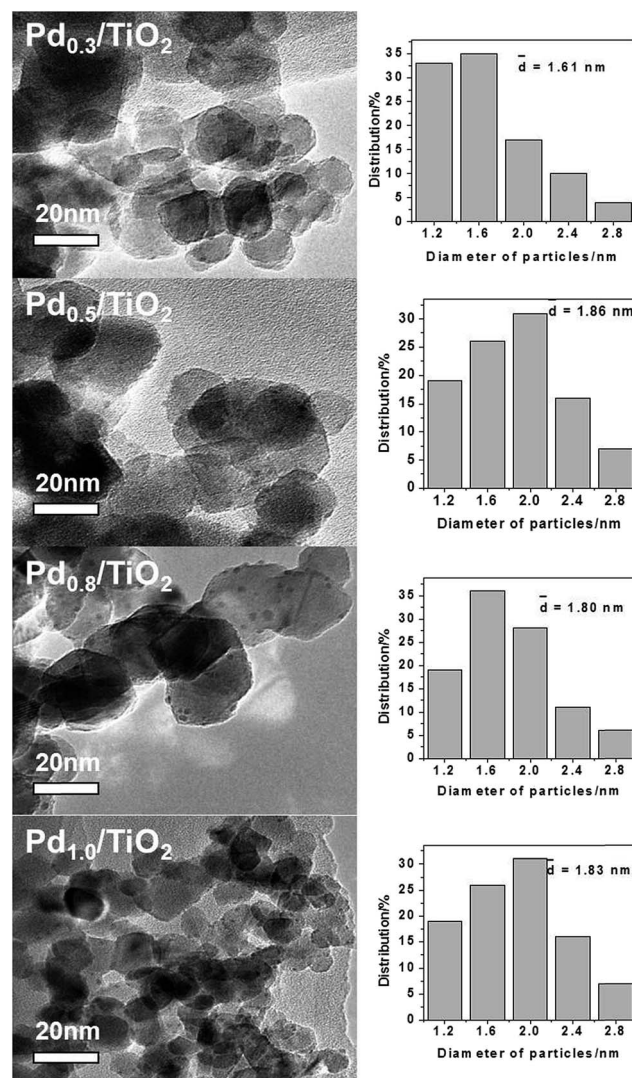 Pd0.3/TiO2
20nm
35
30
25
20
15
10
5
0
Distribution/%
d̄ = 1.61 nm
1.2 1.6 2.0 2.4 2.8
Diameter of particles/nm
Pd0.5/TiO2
20nm
30
25
20
15
10
5
0
Distribution/%
d̄ = 1.86 nm
1.2 1.6 2.0 2.4 2.8
Diameter of particles/nm
Pd0.8/TiO2
20nm
35
30
25
20
15
10
5
0
Distribution/%
d̄ = 1.80 nm
1.2 1.6 2.0 2.4 2.8
Diameter of particles/nm
Pd1.0/TiO2
20nm
30
25
20
15
10
5
0
Distribution/%
d̄ = 1.83 nm
1.2 1.6 2.0 2.4 2.8
Diameter of particles/nm